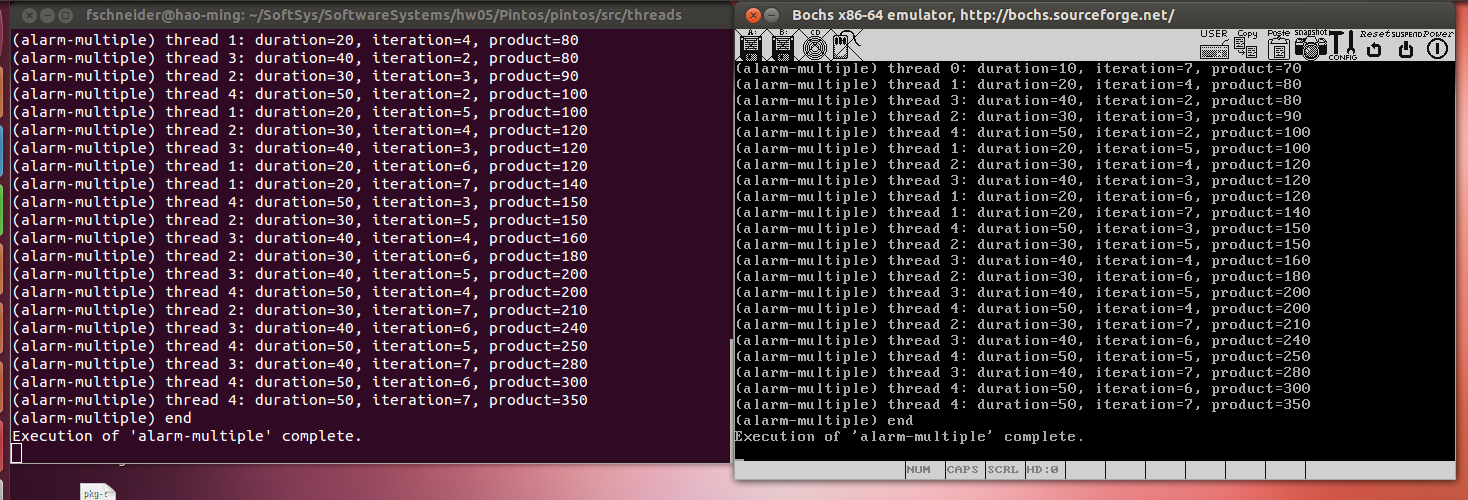 fschneider@hao-ming: ~/SoftSys/SoftwareSystems/hw05/Pintos/pintos/src/threads
(alarm-multiple) thread 1: duration=20, iteration=4, product=80
(alarm-multiple) thread 3: duration=40, iteration=2, product=80
(alarm-multiple) thread 2: duration=30, iteration=3, product=90
(alarm-multiple) thread 4: duration=50, iteration=2, product=100
(alarm-multiple) thread 1: duration=20, iteration=5, product=100
(alarm-multiple) thread 2: duration=30, iteration=4, product=120
(alarm-multiple) thread 3: duration=40, iteration=3, product=120
(alarm-multiple) thread 1: duration=20, iteration=6, product=120
(alarm-multiple) thread 1: duration=20, iteration=7, product=140
(alarm-multiple) thread 4: duration=50, iteration=3, product=150
(alarm-multiple) thread 2: duration=30, iteration=5, product=150
(alarm-multiple) thread 3: duration=40, iteration=4, product=160
(alarm-multiple) thread 2: duration=30, iteration=6, product=180
(alarm-multiple) thread 3: duration=40, iteration=5, product=200
(alarm-multiple) thread 4: duration=50, iteration=4, product=200
(alarm-multiple) thread 2: duration=30, iteration=7, product=210
(alarm-multiple) thread 3: duration=40, iteration=6, product=240
(alarm-multiple) thread 4: duration=50, iteration=5, product=250
(alarm-multiple) thread 3: duration=40, iteration=7, product=280
(alarm-multiple) thread 4: duration=50, iteration=6, product=300
(alarm-multiple) thread 4: duration=50, iteration=7, product=350
(alarm-multiple) end
Execution of 'alarm-multiple' complete.
Bochs x86-64 emulator, http://bochs.sourceforge.net/
A: B: CD USER Copy Paste snapshot CONFIG Reset SUSPEND Power
(alarm-multiple) thread 0: duration=10, iteration=7, product=70
(alarm-multiple) thread 1: duration=20, iteration=4, product=80
(alarm-multiple) thread 3: duration=40, iteration=2, product=80
(alarm-multiple) thread 2: duration=30, iteration=3, product=90
(alarm-multiple) thread 4: duration=50, iteration=2, product=100
(alarm-multiple) thread 1: duration=20, iteration=5, product=100
(alarm-multiple) thread 2: duration=30, iteration=4, product=120
(alarm-multiple) thread 3: duration=40, iteration=3, product=120
(alarm-multiple) thread 1: duration=20, iteration=6, product=120
(alarm-multiple) thread 1: duration=20, iteration=7, product=140
(alarm-multiple) thread 4: duration=50, iteration=3, product=150
(alarm-multiple) thread 2: duration=30, iteration=5, product=150
(alarm-multiple) thread 3: duration=40, iteration=4, product=160
(alarm-multiple) thread 2: duration=30, iteration=6, product=180
(alarm-multiple) thread 3: duration=40, iteration=5, product=200
(alarm-multiple) thread 4: duration=50, iteration=4, product=200
(alarm-multiple) thread 2: duration=30, iteration=7, product=210
(alarm-multiple) thread 3: duration=40, iteration=6, product=240
(alarm-multiple) thread 4: duration=50, iteration=5, product=250
(alarm-multiple) thread 3: duration=40, iteration=7, product=280
(alarm-multiple) thread 4: duration=50, iteration=6, product=300
(alarm-multiple) thread 4: duration=50, iteration=7, product=350
(alarm-multiple) end
Execution of 'alarm-multiple' complete.
NUM CAPS SCRL HD:0